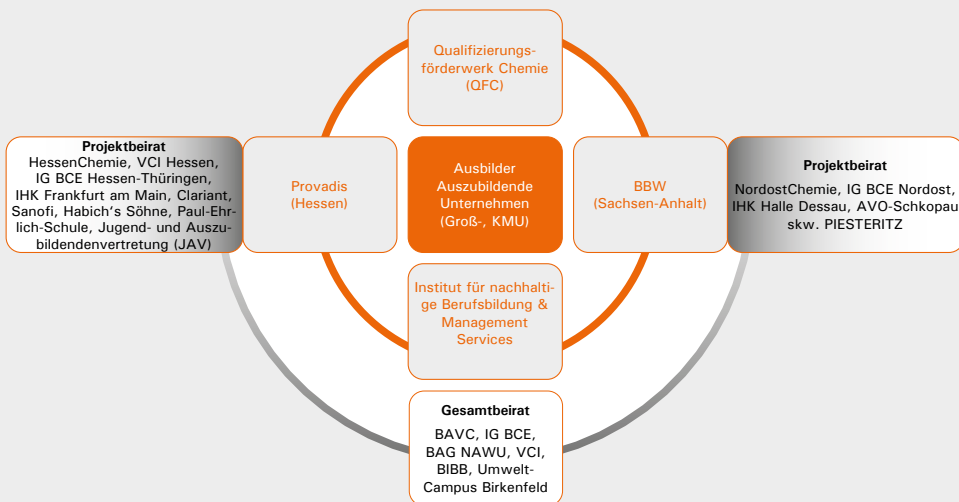 Qualifizierungs-
förderwerk Chemie
(QFC)
Projektbeirat
HessenChemie, VCI Hessen,
IG BCE Hessen-Thüringen,
IHK Frankfurt am Main, Clariant,
Sanofi, Habich‘s Söhne, Paul-Ehr-
lich-Schule, Jugend- und Auszu-
bildendenvertretung (JAV)
Provadis
(Hessen)
Ausbilder
Auszubildende
Unternehmen
(Groß-, KMU)
BBW
(Sachsen-Anhalt)
Projektbeirat
NordostChemie, IG BCE Nordost,
IHK Halle Dessau, AVO-Schkopau
skw. PIESTERITZ
Institut für nachhalti-
ge Berufsbildung &
Management
Services
Gesamtbeirat
BAVC, IG BCE,
BAG NAWU, VCI,
BIBB, Umwelt-
Campus Birkenfeld